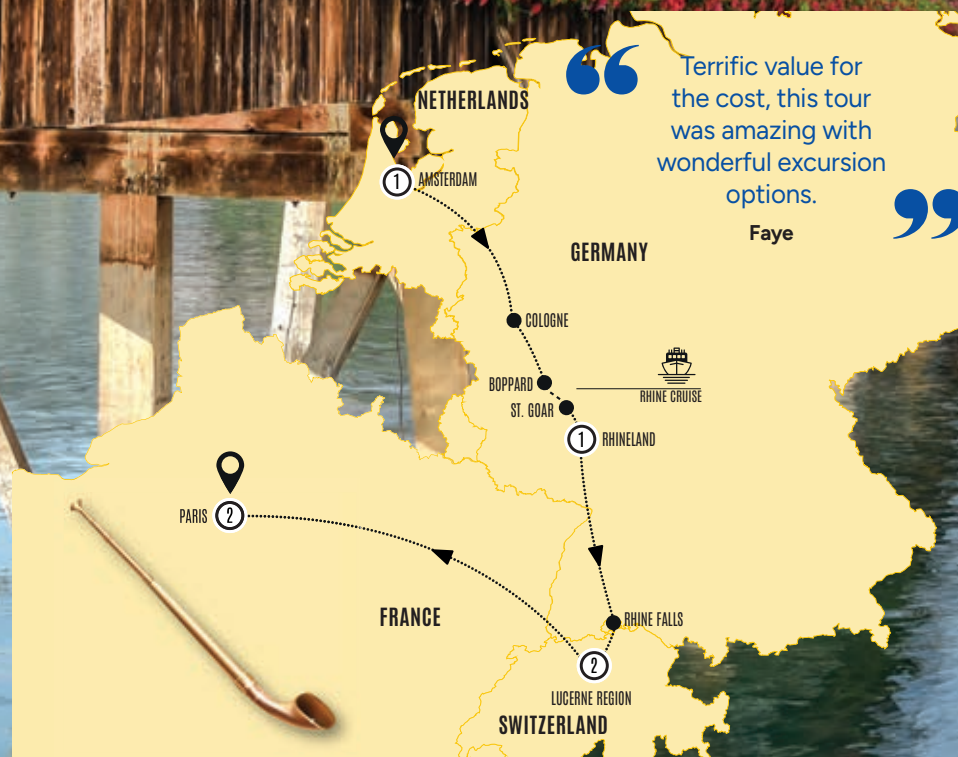 “
Terrific value for
the cost, this tour
was amazing with
wonderful excursion
options.
”
Faye
NETHERLANDS
1 AMSTERDAM
GERMANY
COLOGNE
BOPPARD
RHINE CRUISE
ST. GOAR
1 RHINELAND
PARIS 2
FRANCE
RHINE FALLS
2
LUCERNE REGION
SWITZERLAND